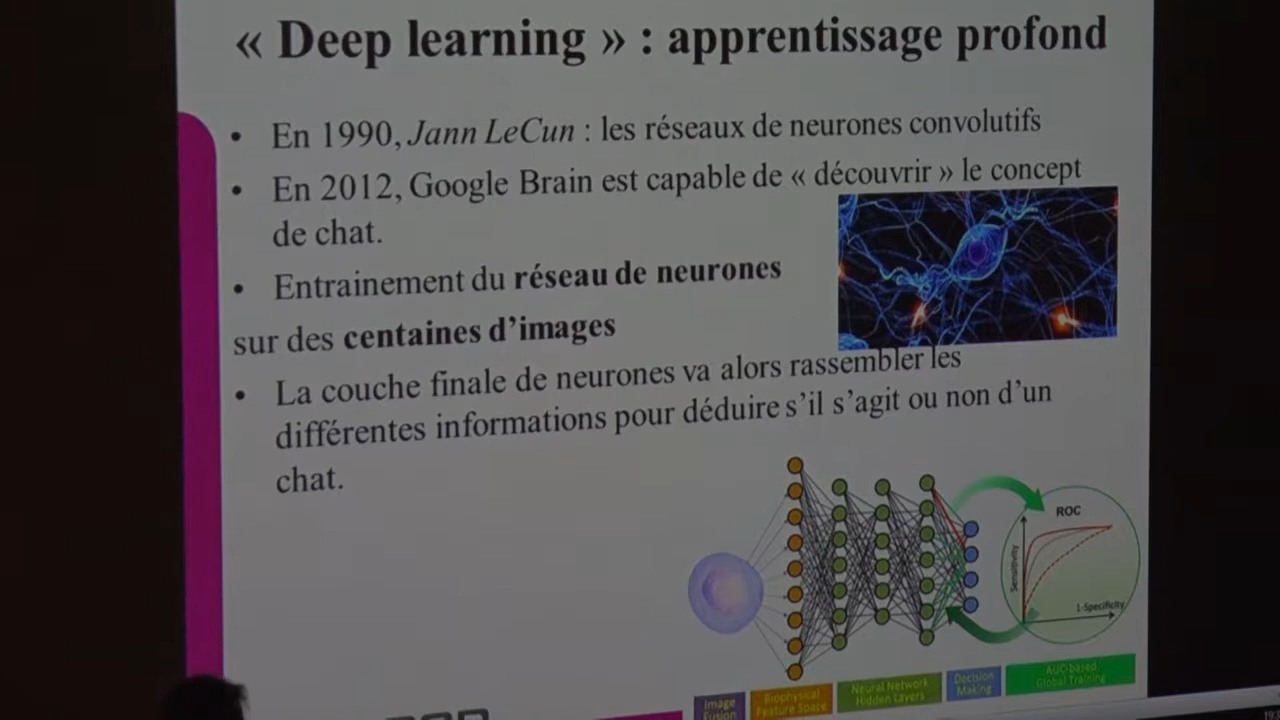 « Deep learning » : apprentissage profond
• En 1990, Jann LeCun : les réseaux de neurones convolutifs
• En 2012, Google Brain est capable de « découvrir » le concept
de chat.
• Entrainement du réseau de neurones
sur des centaines d’images
• La couche finale de neurones va alors rassembler les
différentes informations pour déduire s’il s’agit ou non d’un
chat.
ROC
Sensitivity
1-Specificity
Image
Fusion
Biophysical
Feature Space
Neural Network
Hidden Layers
Decision
Making
AUC-based
Global Training